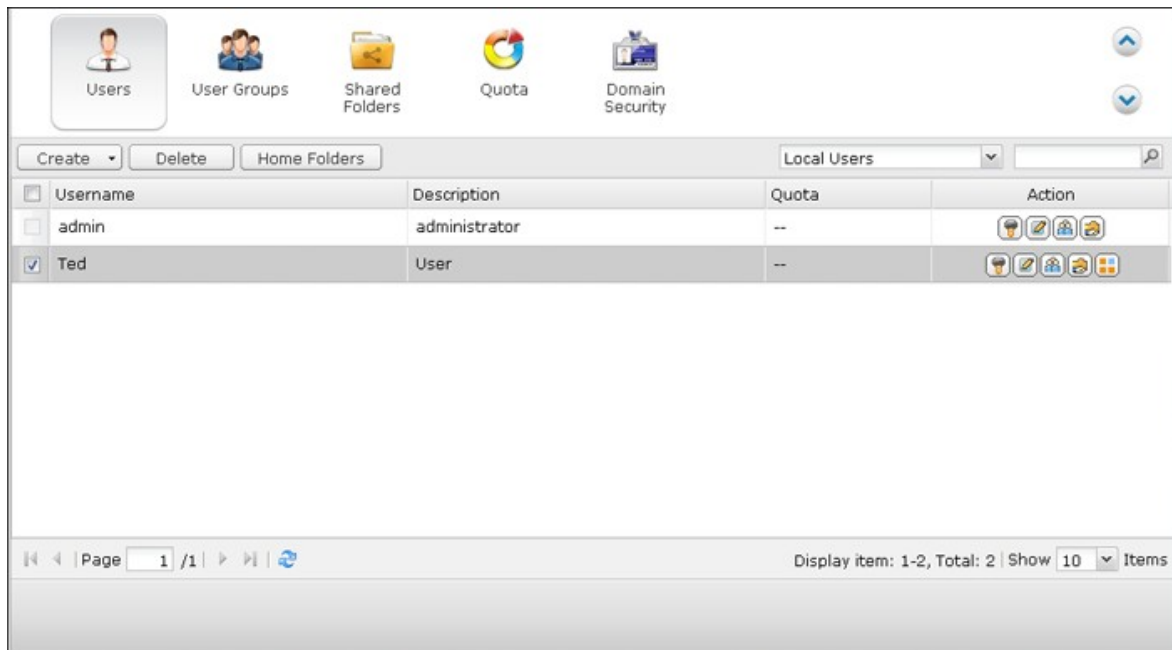 Users User Groups Shared Folders Quota Domain Security
Create Delete Home Folders Local Users
Username Description Quota Action
admin administrator --
Ted User --
Page 1 /1 Display item: 1-2, Total: 2 Show 10 Items